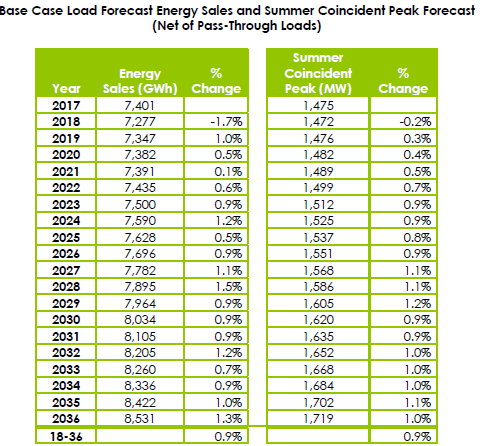 Base Case Load Forecast Energy Sales and Summer Coincident Peak Forecast
(Net of Pass-Through Loads)
Year Energy Sales (GWh) % Change Summer Coincident Peak (MW) % Change
2017 7,401 1,475
2018 7,277 -1.7% 1,472 -0.2%
2019 7,347 1.0% 1,476 0.3%
2020 7,382 0.5% 1,482 0.4%
2021 7,391 0.1% 1,489 0.5%
2022 7,435 0.6% 1,499 0.7%
2023 7,500 0.9% 1,512 0.9%
2024 7,590 1.2% 1,525 0.9%
2025 7,628 0.5% 1,537 0.8%
2026 7,696 0.9% 1,551 0.9%
2027 7,782 1.1% 1,568 1.1%
2028 7,895 1.5% 1,586 1.1%
2029 7,964 0.9% 1,605 1.2%
2030 8,034 0.9% 1,620 0.9%
2031 8,105 0.9% 1,635 0.9%
2032 8,205 1.2% 1,652 1.0%
2033 8,260 0.7% 1,668 1.0%
2034 8,336 0.9% 1,684 1.0%
2035 8,422 1.0% 1,702 1.1%
2036 8,531 1.3% 1,719 1.0%
18-36 0.9% 0.9%